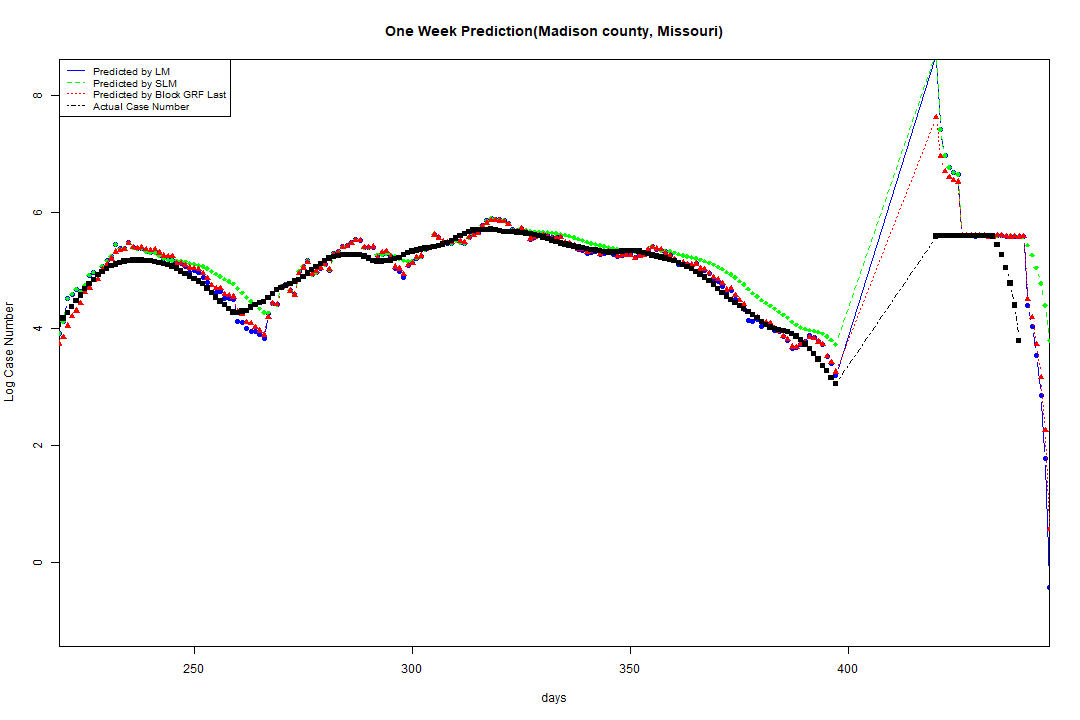 One Week Prediction(Madison county, Missouri)
Predicted by LM
Predicted by SLM
Predicted by Block GRF Last
Actual Case Number
8
6
4
2
0
Log Case Number
250 300 350 400
days